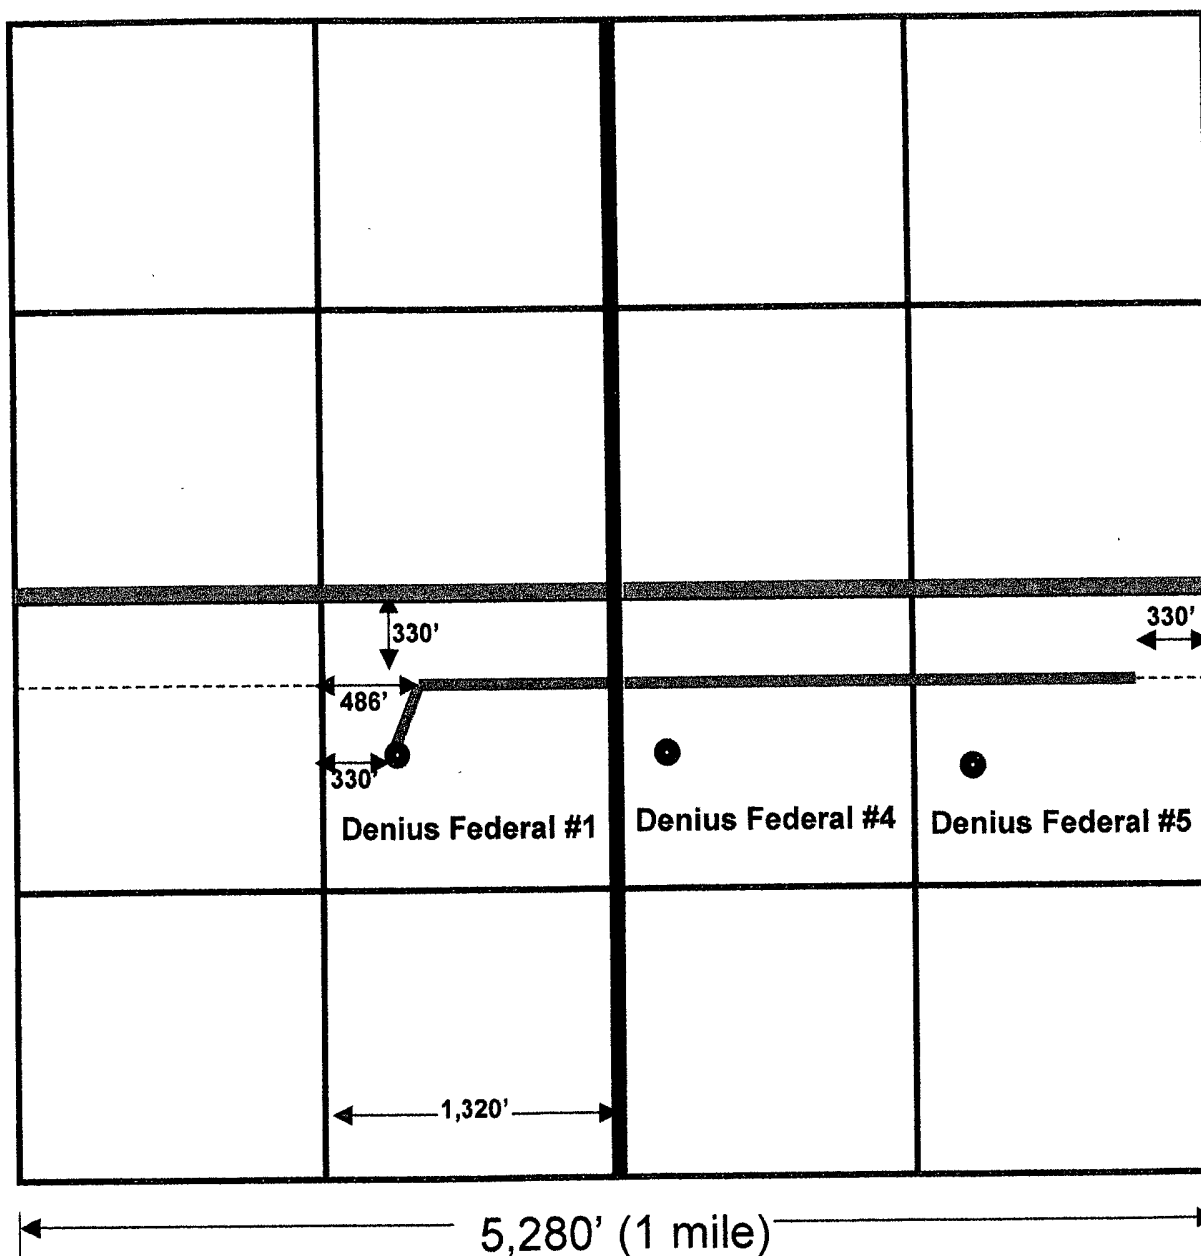 330'
330'
486'
330'
Denius Federal #1
Denius Federal #4
Denius Federal #5
1,320'
5,280' (1 mile)